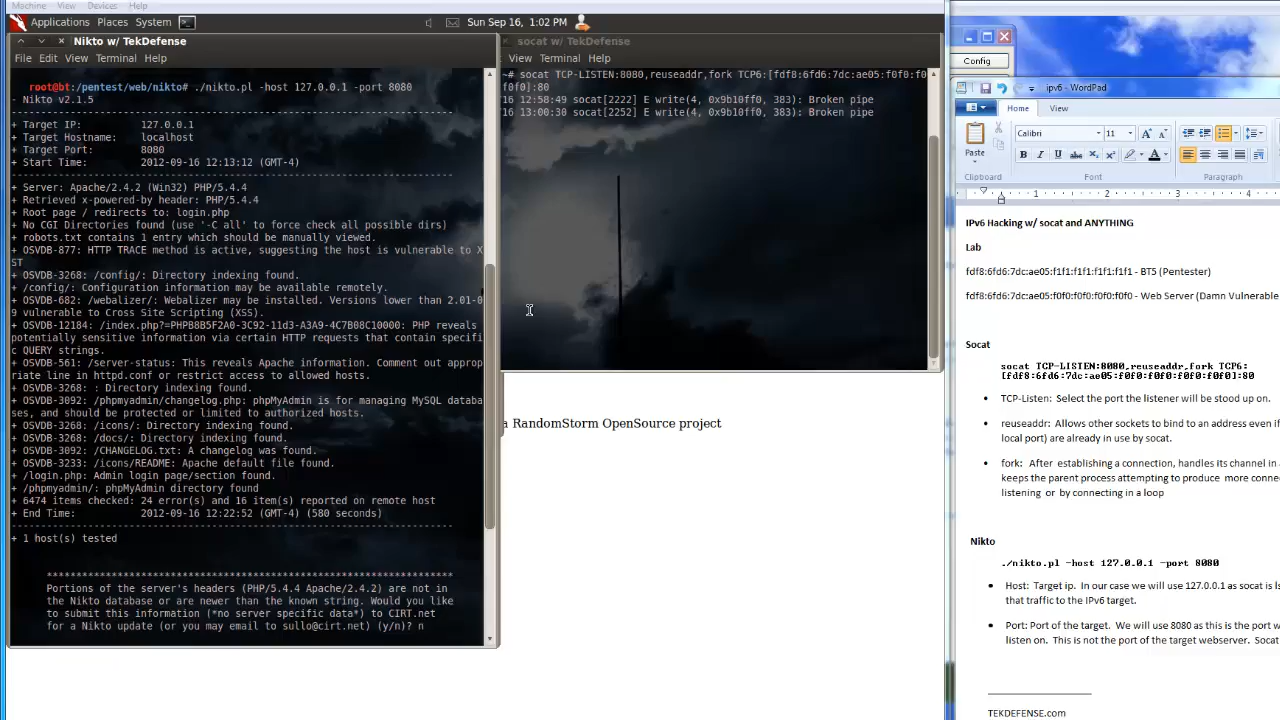 Machine View Devices Help
Applications Places System
Sun Sep 16, 1:02 PM
Nikto w/ TekDefense
File Edit View Terminal Help
root@bt:/pentest/web/nikto# ./nikto.pl -host 127.0.0.1 -port 8080
- Nikto v2.1.5
---------------------------------------------------------------------------
+ Target IP: 127.0.0.1
+ Target Hostname: localhost
+ Target Port: 8080
+ Start Time: 2012-09-16 12:13:12 (GMT-4)
---------------------------------------------------------------------------
+ Server: Apache/2.4.2 (Win32) PHP/5.4.4
+ Retrieved x-powered-by header: PHP/5.4.4
+ Root page / redirects to: login.php
+ No CGI Directories found (use '-C all' to force check all possible dirs)
+ robots.txt contains 1 entry which should be manually viewed.
+ OSVDB-877: HTTP TRACE method is active, suggesting the host is vulnerable to X
ST
+ OSVDB-3268: /config/: Directory indexing found.
+ /config/: Configuration information may be available remotely.
+ OSVDB-682: /webalizer/: Webalizer may be installed. Versions lower than 2.01-0
9 vulnerable to Cross Site Scripting (XSS).
+ OSVDB-12184: /index.php?=PHPB8B5F2A0-3C92-11d3-A3A9-4C7B08C10000: PHP reveals
potentially sensitive information via certain HTTP requests that contain specifi
c QUERY strings.
+ OSVDB-561: /server-status: This reveals Apache information. Comment out approp
riate line in httpd.conf or restrict access to allowed hosts.
+ OSVDB-3268: : Directory indexing found.
+ OSVDB-3092: /phpmyadmin/changelog.php: phpMyAdmin is for managing MySQL databa
ses, and should be protected or limited to authorized hosts.
+ OSVDB-3268: /icons/: Directory indexing found.
+ OSVDB-3268: /docs/: Directory indexing found.
+ OSVDB-3092: /CHANGELOG.txt: A changelog was found.
+ OSVDB-3233: /icons/README: Apache default file found.
+ /login.php: Admin login page/section found.
+ /phpmyadmin/: phpMyAdmin directory found
+ 6474 items checked: 24 error(s) and 16 item(s) reported on remote host
+ End Time: 2012-09-16 12:22:52 (GMT-4) (580 seconds)
---------------------------------------------------------------------------
+ 1 host(s) tested
*********************************************************************
Portions of the server's headers (PHP/5.4.4 Apache/2.4.2) are not in
the Nikto database or are newer than the known string. Would you like
to submit this information (*no server specific data*) to CIRT.net
for a Nikto update (or you may email to sullo@cirt.net) (y/n)? n
socat w/ TekDefense
View Terminal Help
~# socat TCP-LISTEN:8080,reuseaddr,fork TCP6:[fdf8:6fd6:7dc:ae05:f0f0:f0
f0f0]:80
/16 12:58:49 socat[2222] E write(4, 0x9b10ff0, 383): Broken pipe
/16 13:00:30 socat[2252] E write(4, 0x9b10ff0, 383): Broken pipe
a RandomStorm OpenSource project
Config
ipv6 - WordPad
Home View
Paste
Calibri 11
Clipboard Font Paragraph
1 2 3 4
IPv6 Hacking w/ socat and ANYTHING
Lab
fdf8:6fd6:7dc:ae05:f1f1:f1f1:f1f1:f1f1 - BT5 (Pentester)
fdf8:6fd6:7dc:ae05:f0f0:f0f0:f0f0:f0f0 - Web Server (Damn Vulnerable
Socat
socat TCP-LISTEN:8080,reuseaddr,fork TCP6:
[fdf8:6fd6:7dc:ae05:f0f0:f0f0:f0f0:f0f0]:80
• TCP-Listen: Select the port the listener will be stood up on.
• reuseaddr: Allows other sockets to bind to an address even if
local port) are already in use by socat.
• fork: After establishing a connection, handles its channel in a
keeps the parent process attempting to produce more conne
listening or by connecting in a loop
Nikto
./nikto.pl -host 127.0.0.1 -port 8080
• Host: Target ip. In our case we will use 127.0.0.1 as socat is
that traffic to the IPv6 target.
• Port: Port of the target. We will use 8080 as this is the port w
listen on. This is not the port of the target webserver. Socat
TEKDEFENSE.com